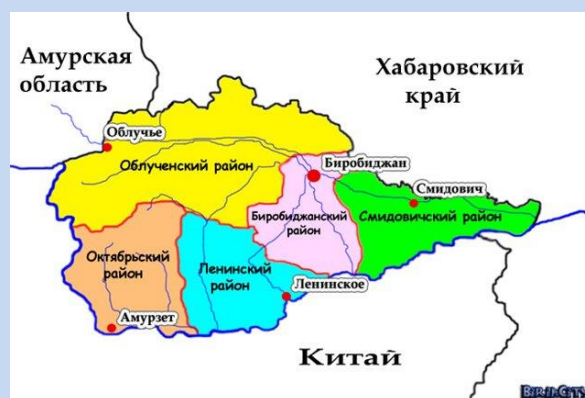 Амурская
область
Хабаровский
край
Облучье
Облученский район
Биробиджан
Смидович
Биробиджанский
район
Смидовичский район
Октябрьский
район
Ленинский
район
Ленинское
Амурзет
Китай